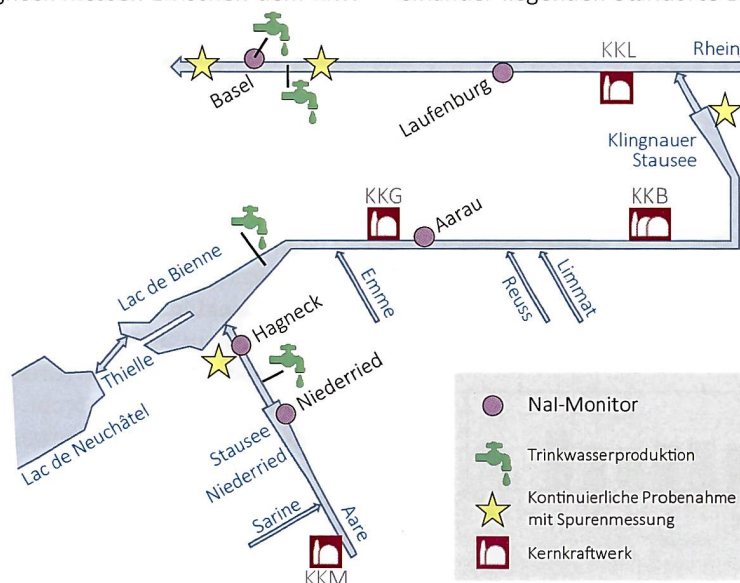 KKL
Rhein
Basel
Laufenburg
Klingnauer
Stausee
KKG
Aarau
KKB
Lac de Bienne
Emme
Reuss
Limmat
Hagneck
Thielle
Niederried
Lac de Neuchâtel
Stausee
Niederried
Sarine
Aare
KKM
NaI-Monitor
Trinkwasserproduktion
Kontinuierliche Probenahme
mit Spurenmessung
Kernkraftwerk